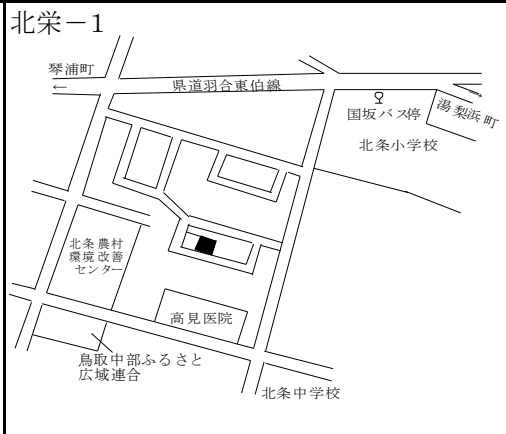 北栄－1
琴浦町
←
県道羽合東伯線
国坂バス停
湯梨浜町
北条小学校
北条農村
環境改善
センター
高見医院
鳥取中部ふるさと
広域連合
北条中学校